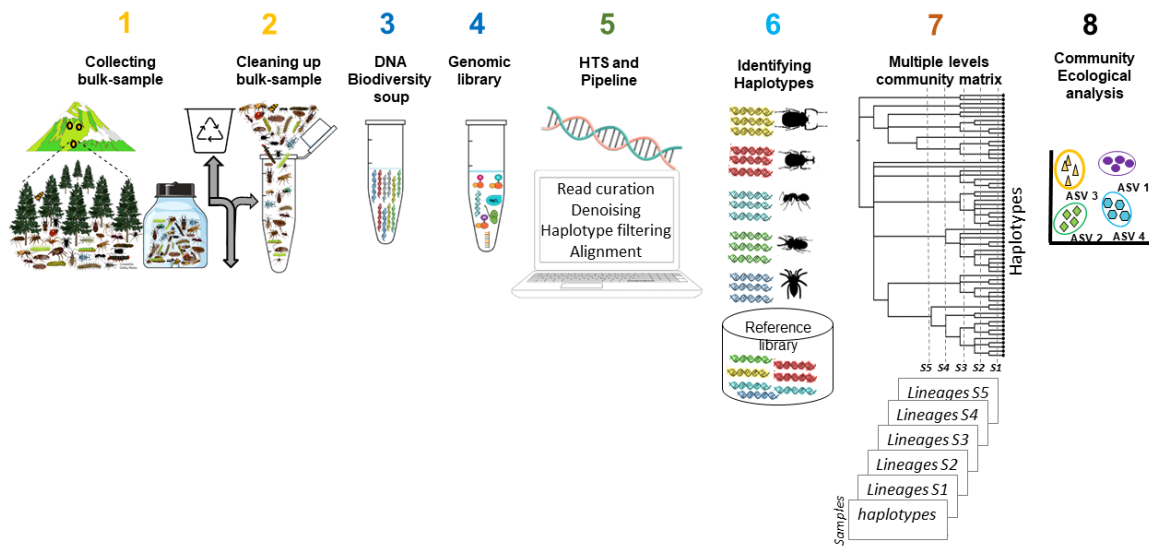 1
Collecting
bulk-sample
2
Cleaning up
bulk-sample
3
DNA
Biodiversity
soup
4
Genomic
library
5
HTS and
Pipeline
Read curation
Denoising
Haplotype filtering
Alignment
6
Identifying
Haplotypes
Reference
library
7
Multiple levels
community matrix
Haplotypes
S5 S4 S3 S2 S1
Lineages S5
Lineages S4
Lineages S3
Lineages S2
Lineages S1
haplotypes
Samples
8
Community
Ecological
analysis
ASV 3
ASV 1
ASV 2
ASV 4